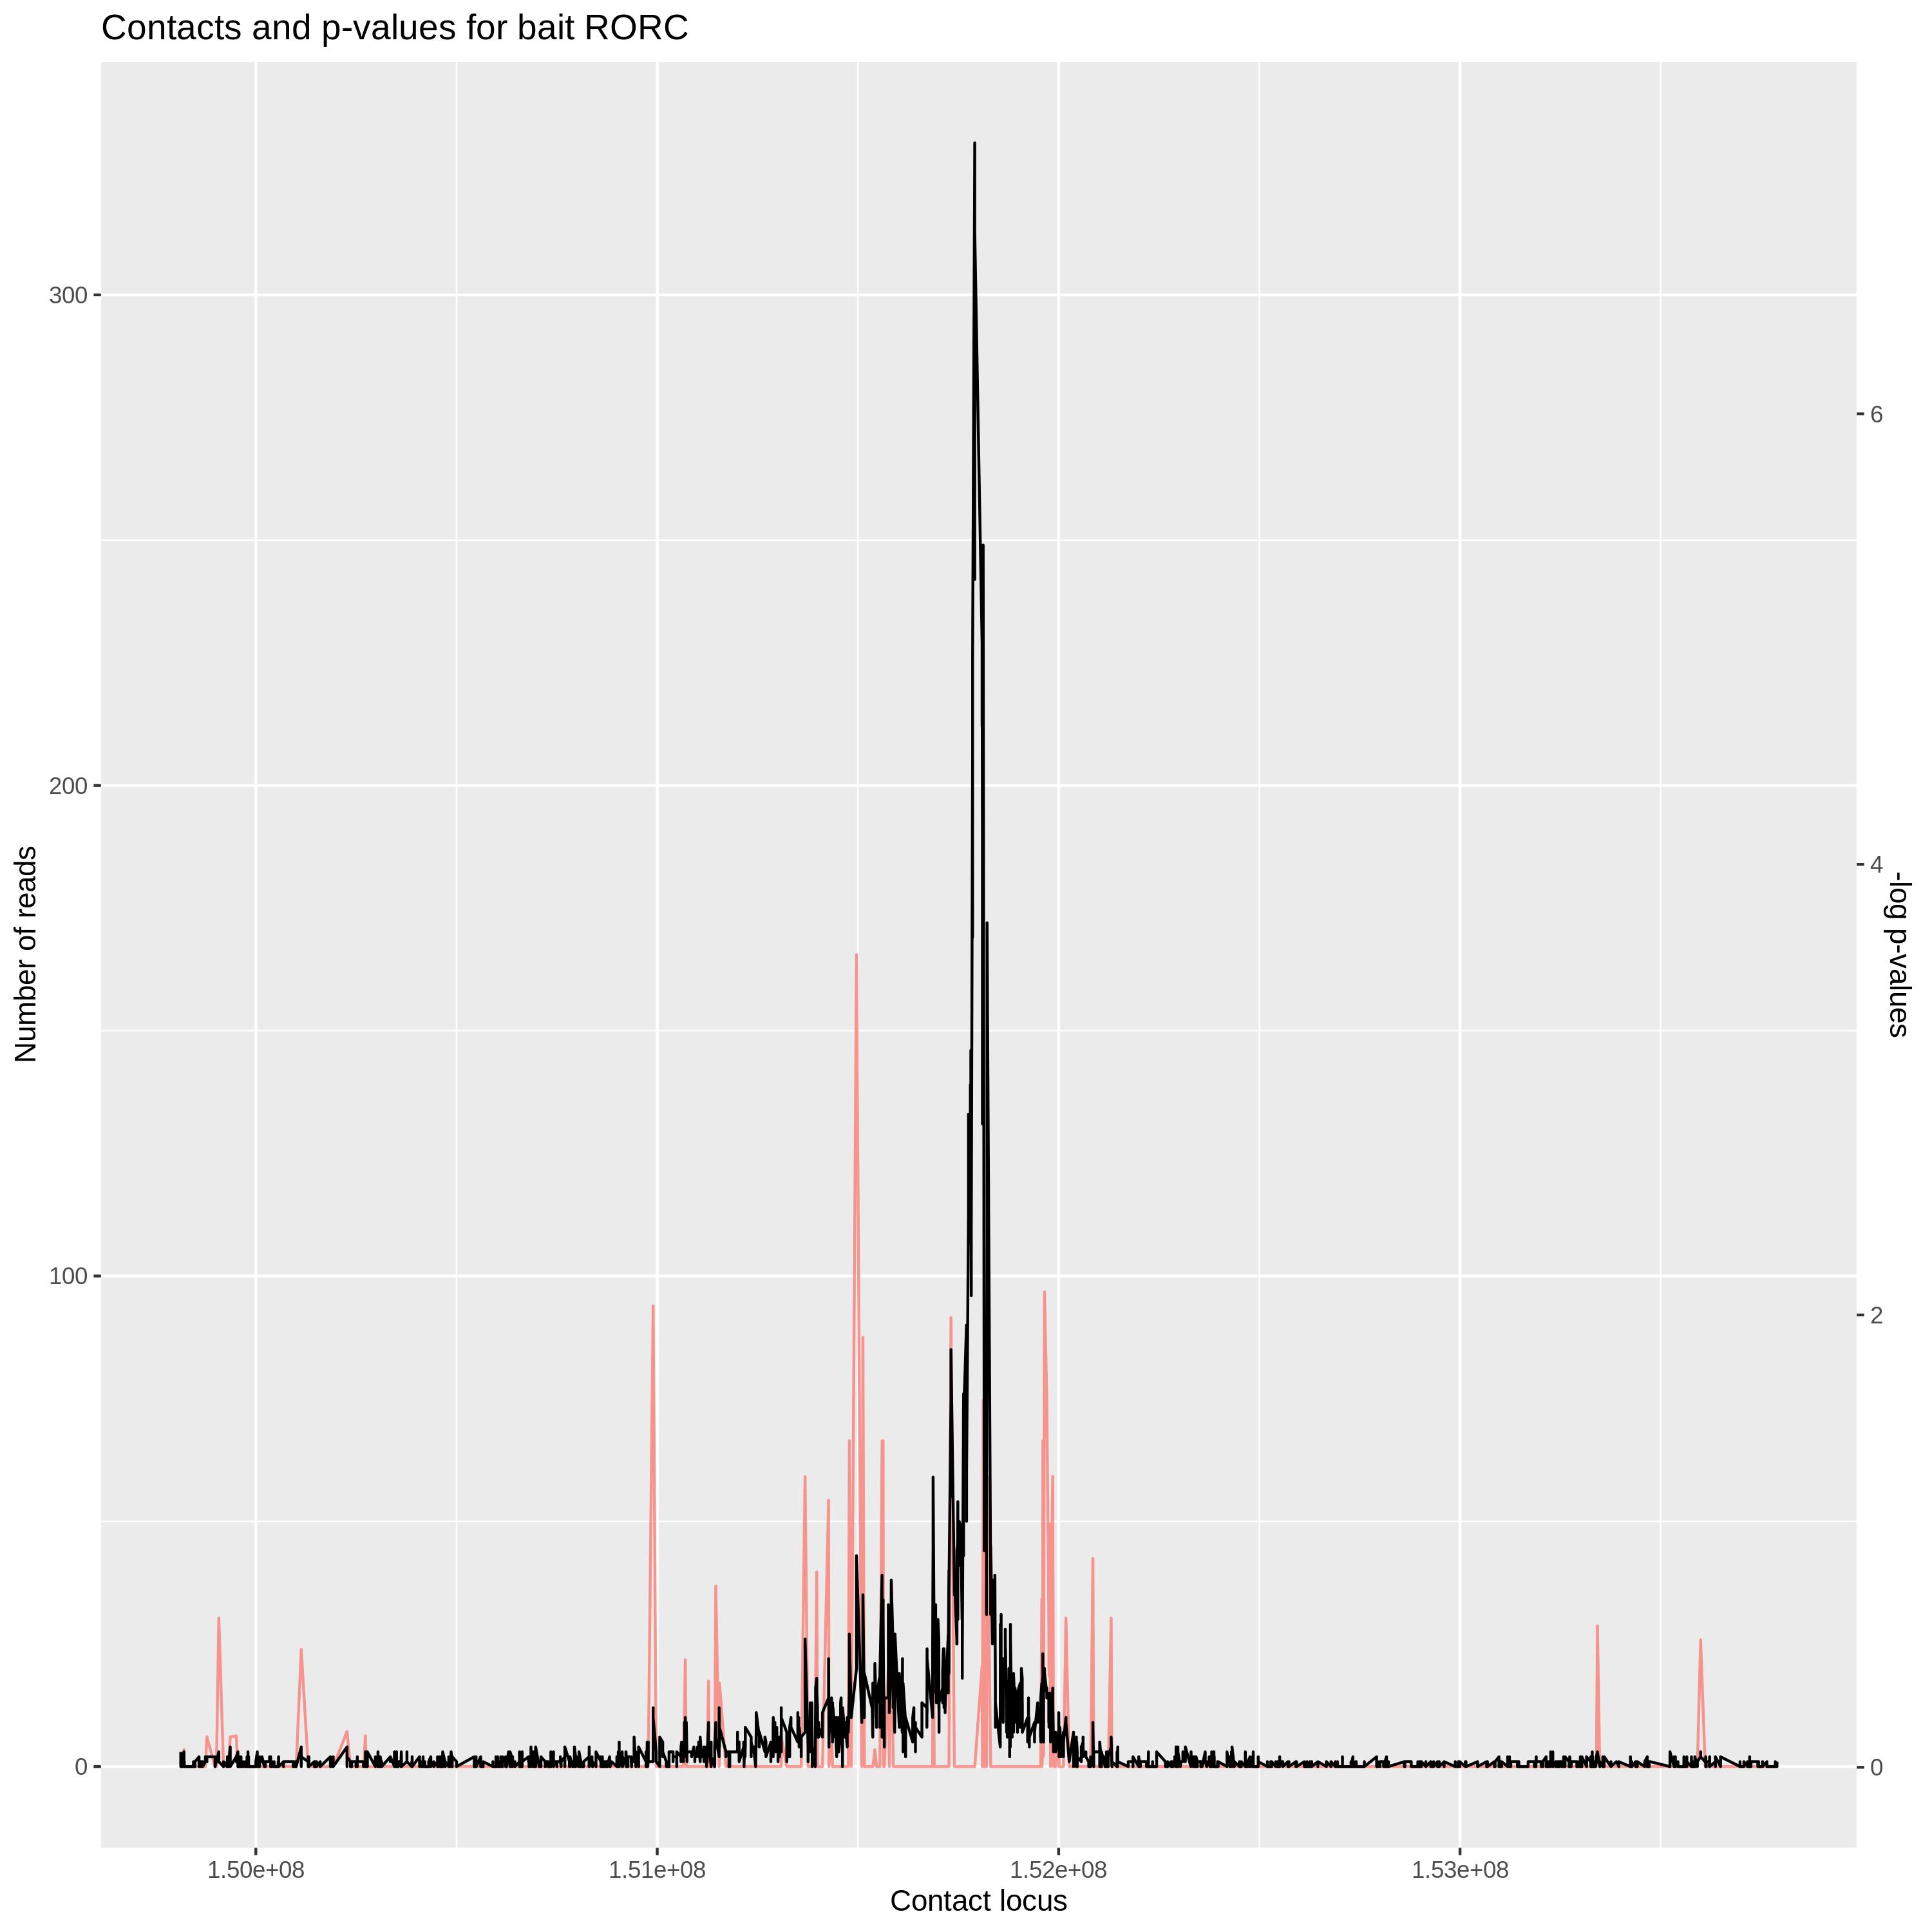 Contacts and p-values for bait RORC
300
200
100
0
Number of reads
6
4
2
0
-log p-values
1.50e+08 1.51e+08 1.52e+08 1.53e+08
Contact locus